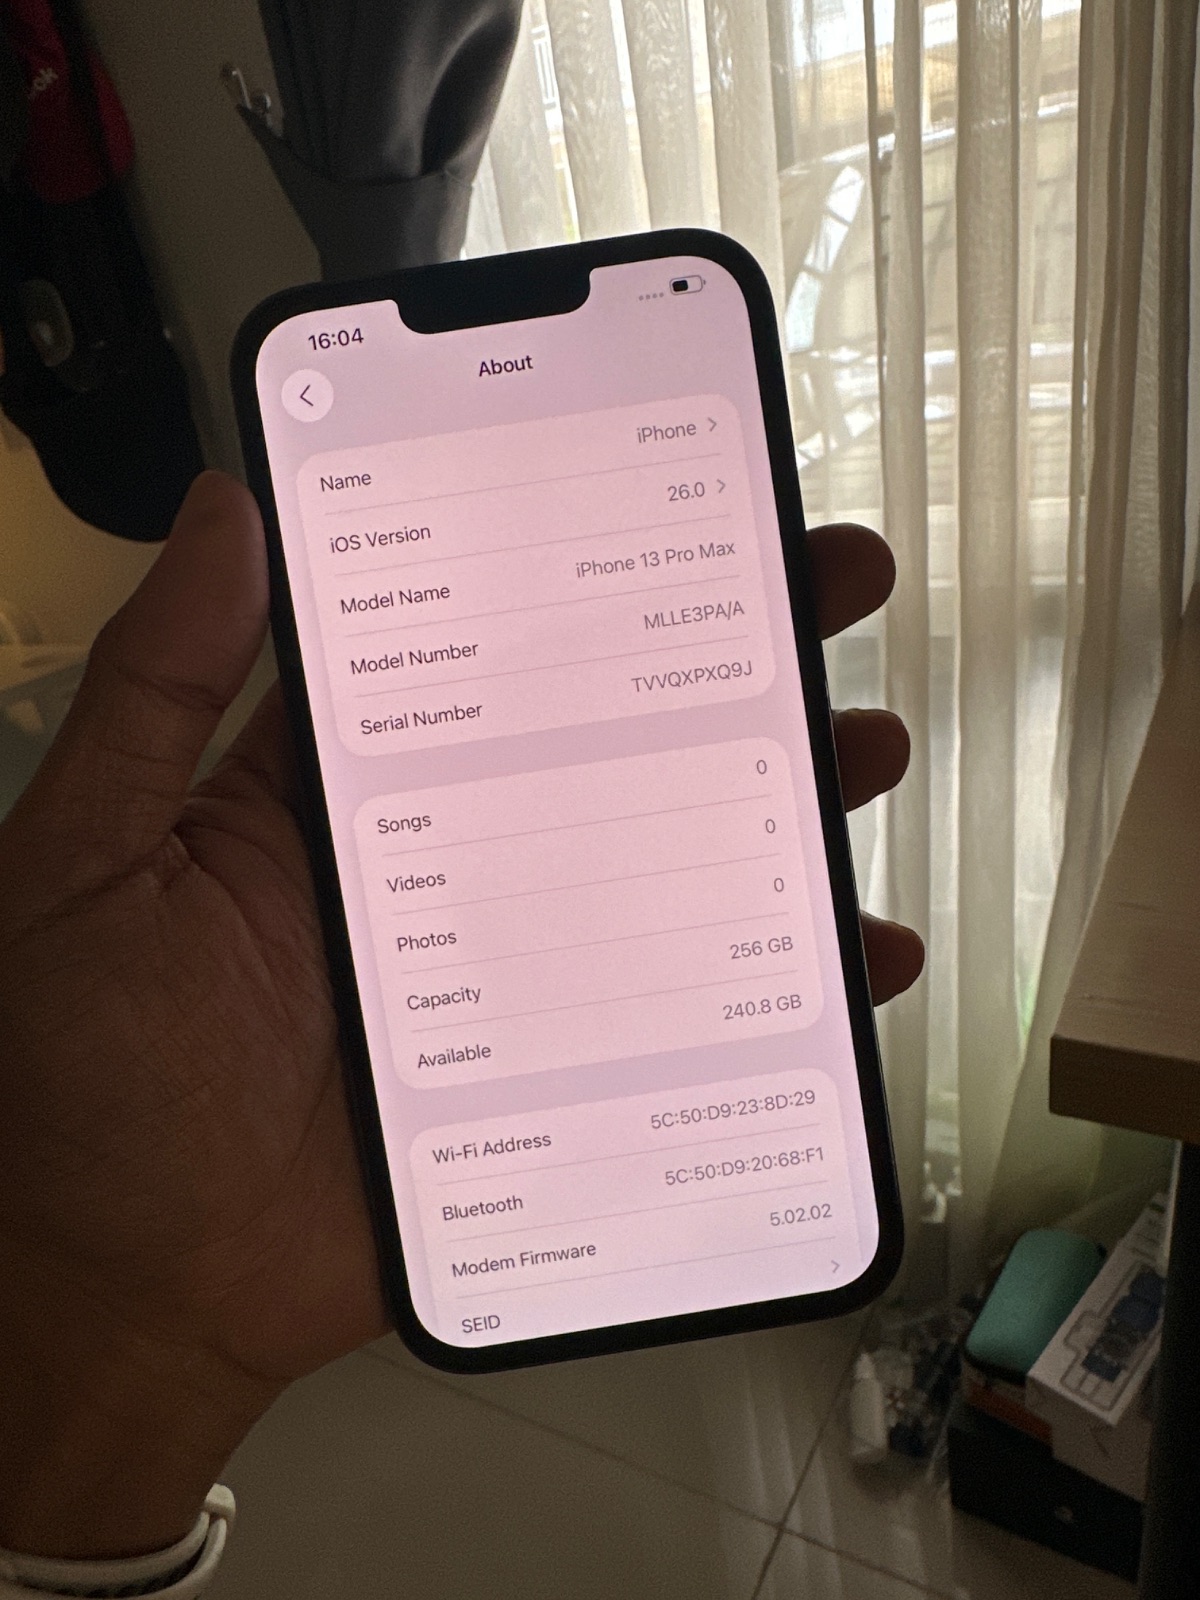 ok
16:04
About
Name iPhone
iOS Version 26.0
Model Name iPhone 13 Pro Max
Model Number MLLE3PA/A
Serial Number TVVQXPXQ9J
Songs 0
Videos 0
Photos 0
Capacity 256 GB
Available 240.8 GB
Wi-Fi Address 5C:50:D9:23:8D:29
Bluetooth 5C:50:D9:20:68:F1
Modem Firmware 5.02.02
SEID